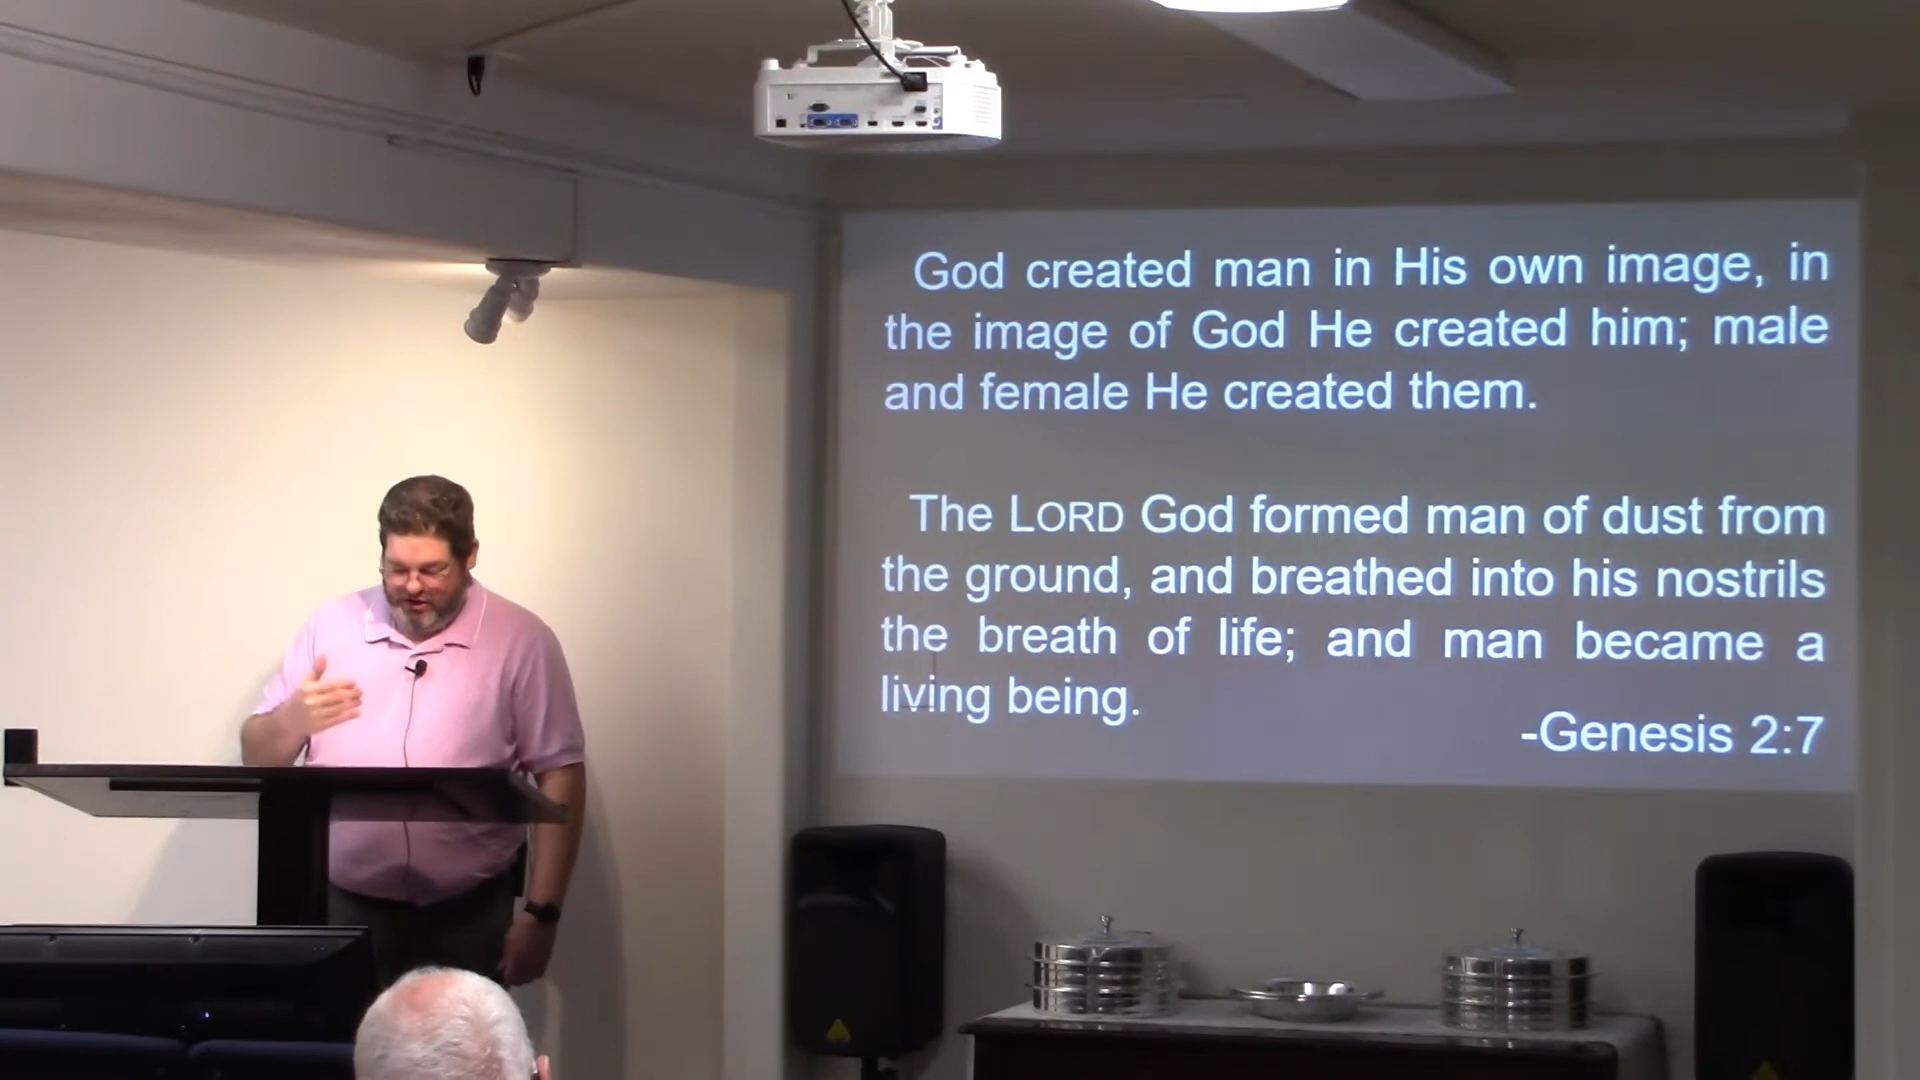 God created man in His own image, in
the image of God He created him; male
and female He created them.
The LORD God formed man of dust from
the ground, and breathed into his nostrils
the breath of life; and man became a
living being.
-Genesis 2:7